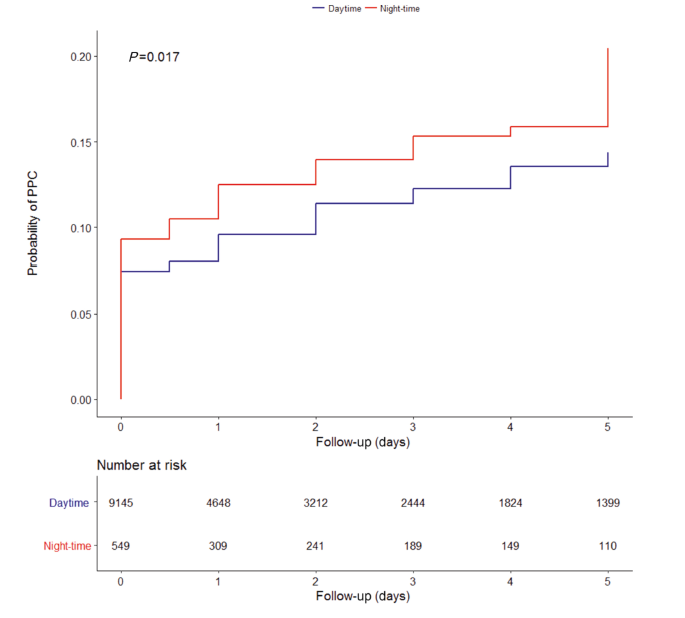 Daytime Night-time
P=0.017
0.20
0.15
0.10
0.05
0.00
Probability of PPC
0 1 2 3 4 5
Follow-up (days)
Number at risk
Daytime 9145 4648 3212 2444 1824 1399
Night-time 549 309 241 189 149 110
0 1 2 3 4 5
Follow-up (days)